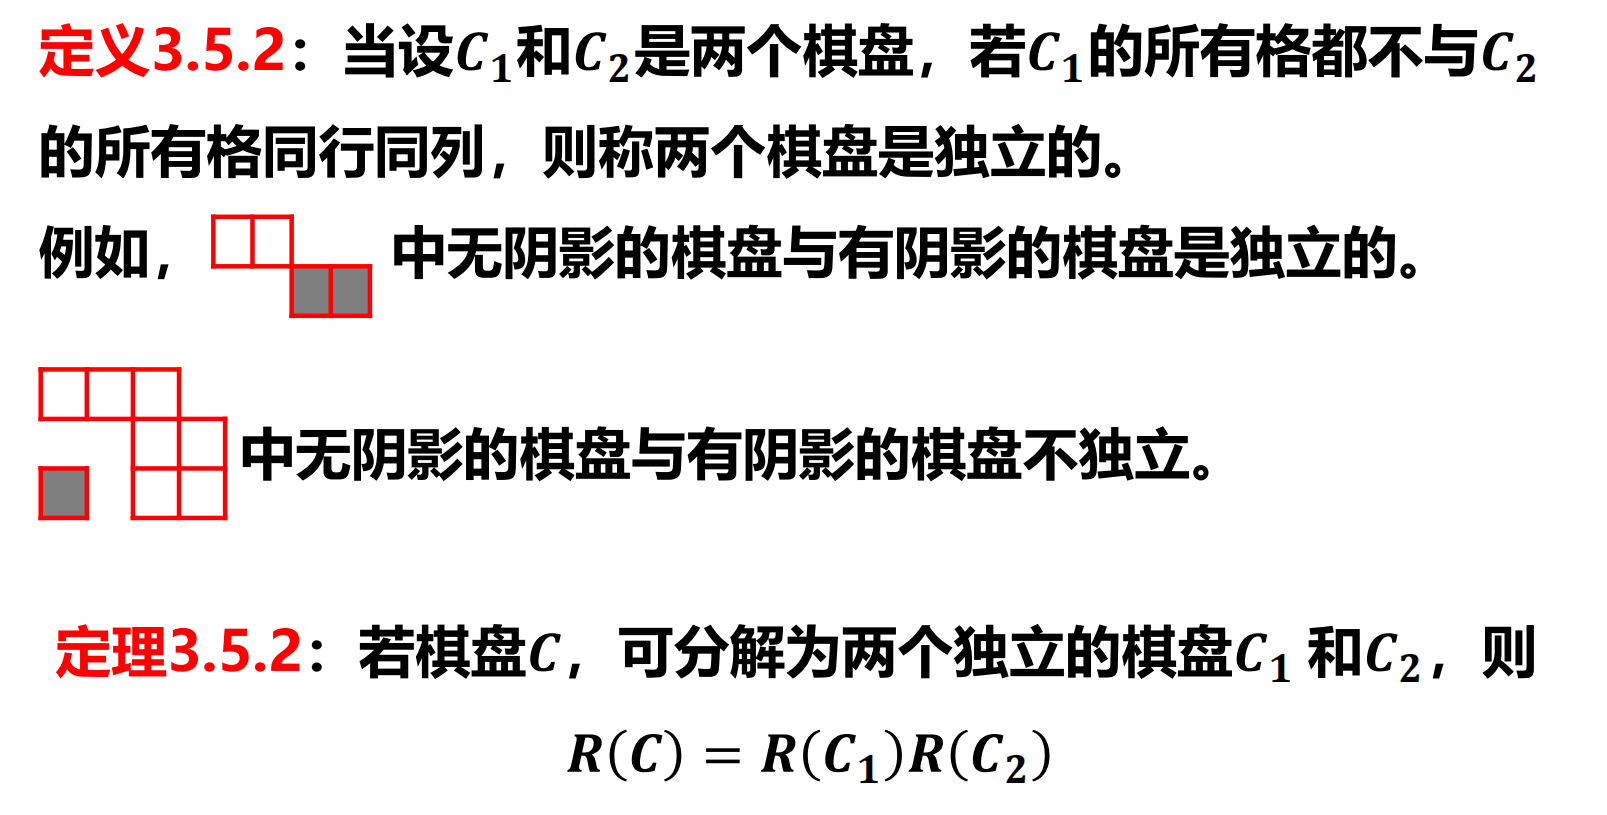 定义3.5.2：当设C₁和C₂是两个棋盘，若C₁的所有格都不与C₂
的所有格同行同列，则称两个棋盘是独立的。
例如， 中无阴影的棋盘与有阴影的棋盘是独立的。
中无阴影的棋盘与有阴影的棋盘不独立。
定理3.5.2：若棋盘C，可分解为两个独立的棋盘C₁ 和C₂，则
R(C) = R(C₁)R(C₂)